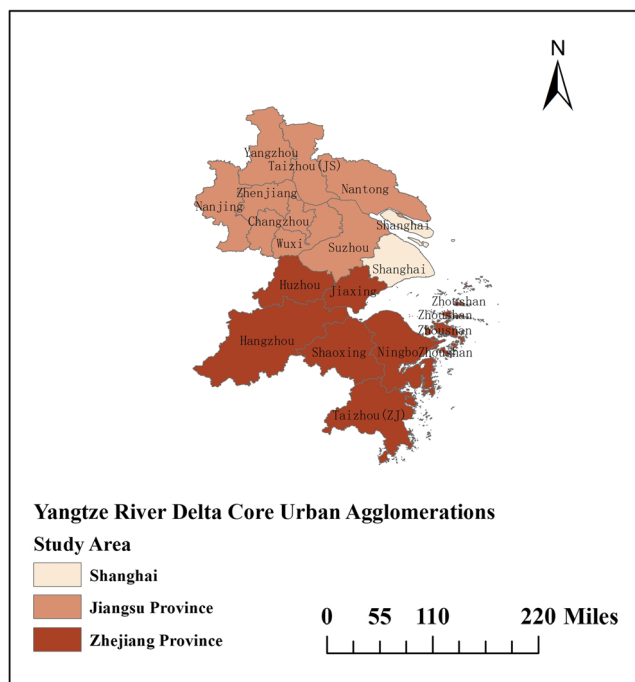 N
Yangzhou
Taizhou(JS)
Nantong
Zhenjiang
Nanjing
Changzhou
Shanghai
Wuxi
Suzhou
Shanghai
Huzhou
Jiaxing
Zhoushan
Zhoushan
Zhoushan
Hangzhou
Shaoxing
Ningbo
Zhoushan
Taizhou(ZJ)
Yangtze River Delta Core Urban Agglomerations
Study Area
Shanghai
Jiangsu Province
Zhejiang Province
0 55 110 220 Miles